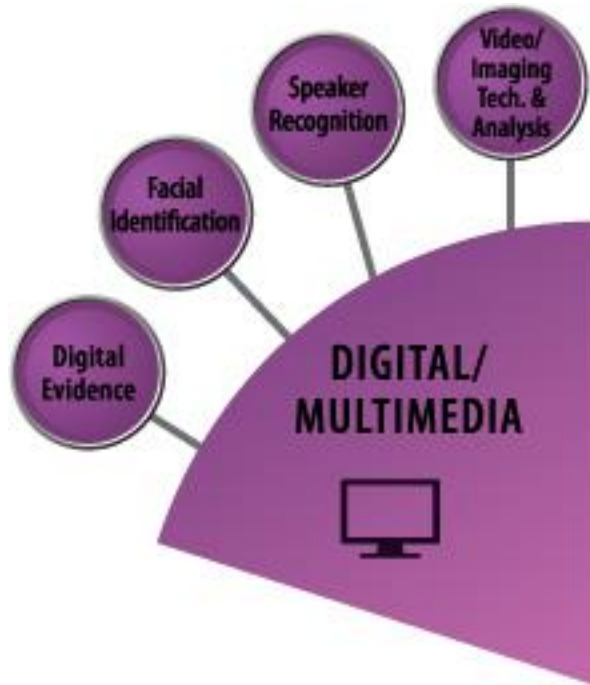 Video/
Imaging
Tech. &
Analysis
Speaker
Recognition
Facial
Identification
Digital
Evidence
DIGITAL/
MULTIMEDIA